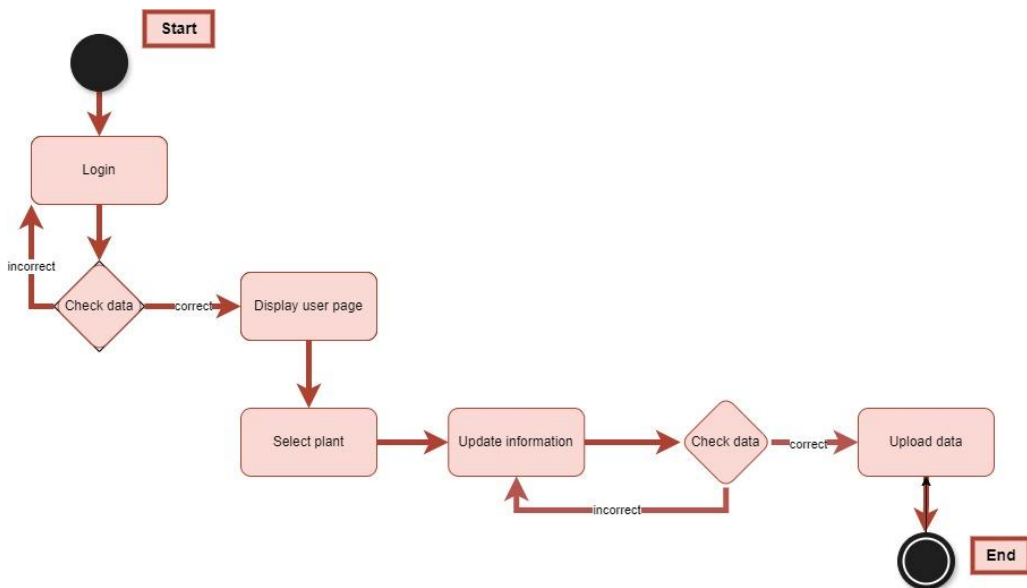 Start
Login
incorrect
Check data
correct
Display user page
Select plant
Update information
Check data
correct
Upload data
incorrect
End